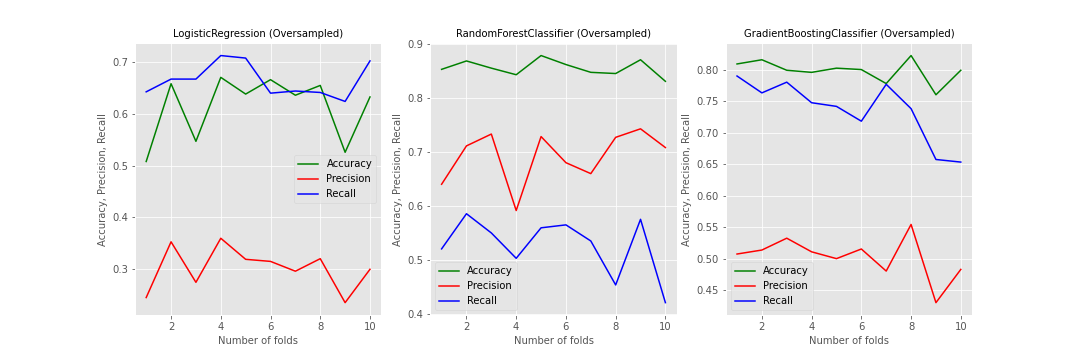 LogisticRegression (Oversampled)
0.7
0.6
0.5
0.4
0.3
Accuracy, Precision, Recall
Accuracy
Precision
Recall
2
4
6
8
10
Number of folds
RandomForestClassifier (Oversampled)
0.9
0.8
0.7
0.6
0.5
0.4
Accuracy, Precision, Recall
Accuracy
Precision
Recall
2
4
6
8
10
Number of folds
GradientBoostingClassifier (Oversampled)
0.80
0.75
0.70
0.65
0.60
0.55
0.50
0.45
Accuracy, Precision, Recall
Accuracy
Precision
Recall
2
4
6
8
10
Number of folds